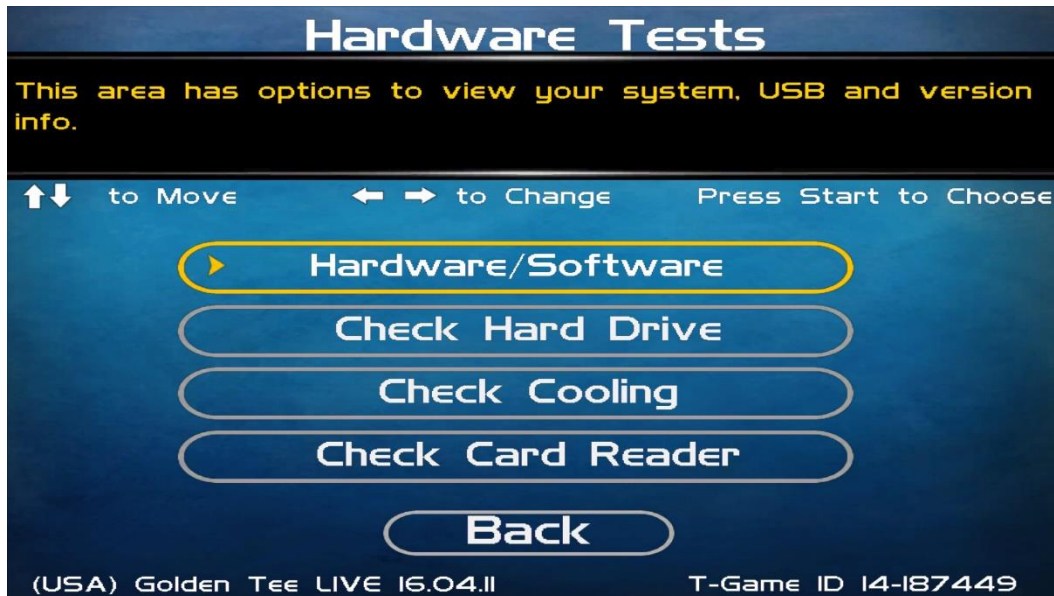 Hardware Tests
This area has options to view your system, USB and version
info.
to Move to Change Press Start to Choose
Hardware/Software
Check Hard Drive
Check Cooling
Check Card Reader
Back
(USA) Golden Tee LIVE 16.04.11 T-Game ID 14-187449